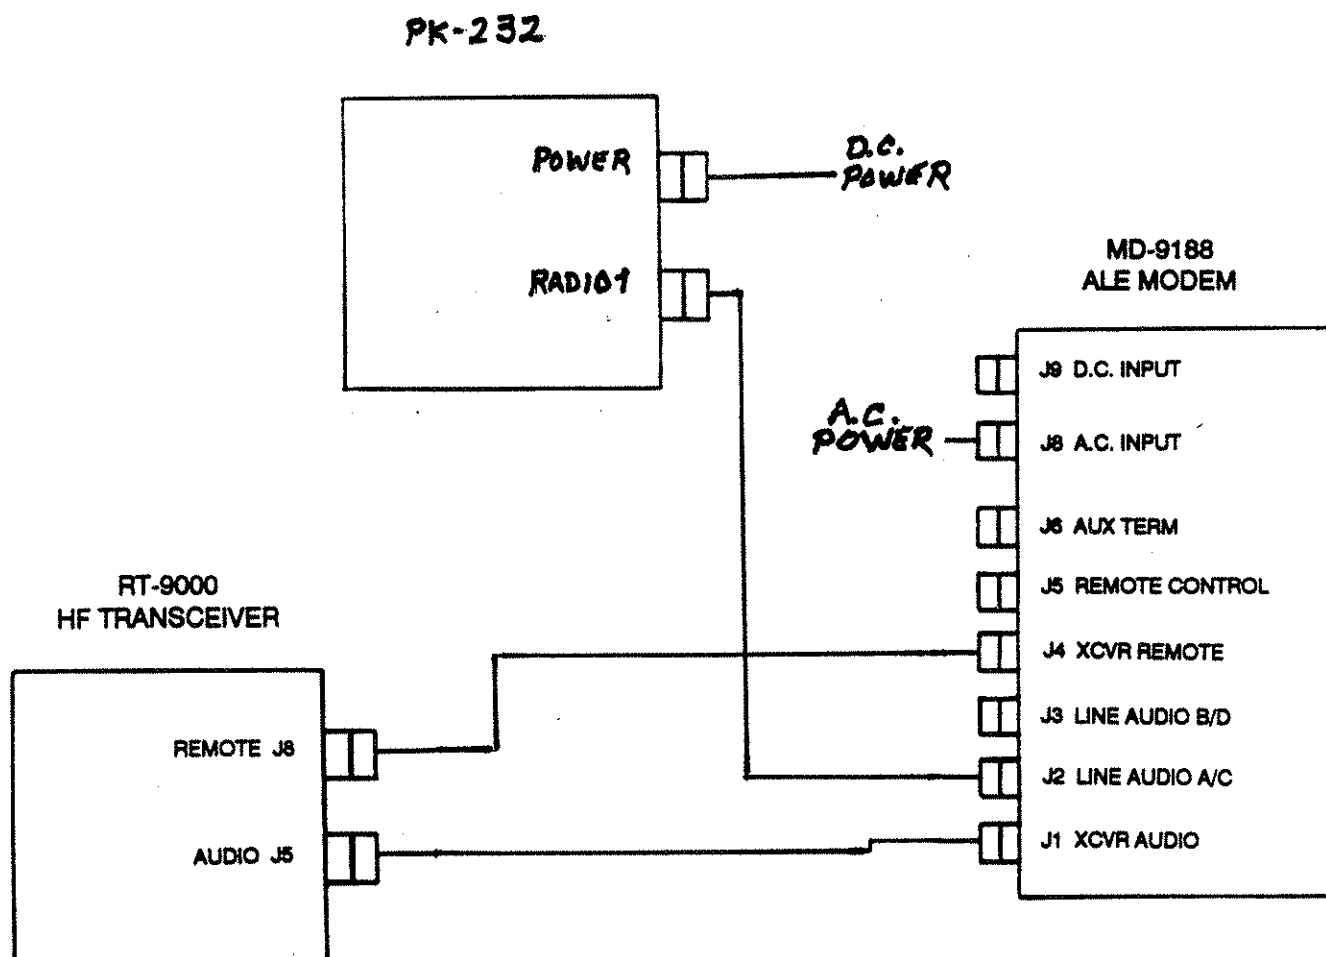 PK-232
POWER
D.C.
POWER
RADIO1
MD-9188
ALE MODEM
J9 D.C. INPUT
A.C.
POWER
J8 A.C. INPUT
J6 AUX TERM
J5 REMOTE CONTROL
RT-9000
HF TRANSCEIVER
J4 XCVR REMOTE
J3 LINE AUDIO B/D
REMOTE J8
J2 LINE AUDIO A/C
J1 XCVR AUDIO
AUDIO J5